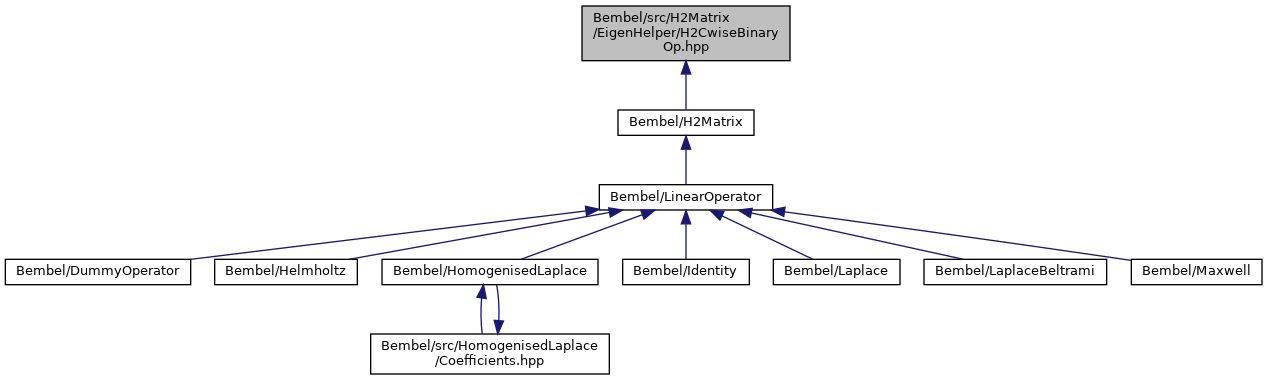 Bembel/src/H2Matrix
/EigenHelper/H2CwiseBinary
Op.hpp
Bembel/H2Matrix
Bembel/LinearOperator
Bembel/DummyOperator
Bembel/Helmholtz
Bembel/HomogenisedLaplace
Bembel/Identity
Bembel/Laplace
Bembel/LaplaceBeltrami
Bembel/Maxwell
Bembel/src/HomogenisedLaplace
/Coefficients.hpp